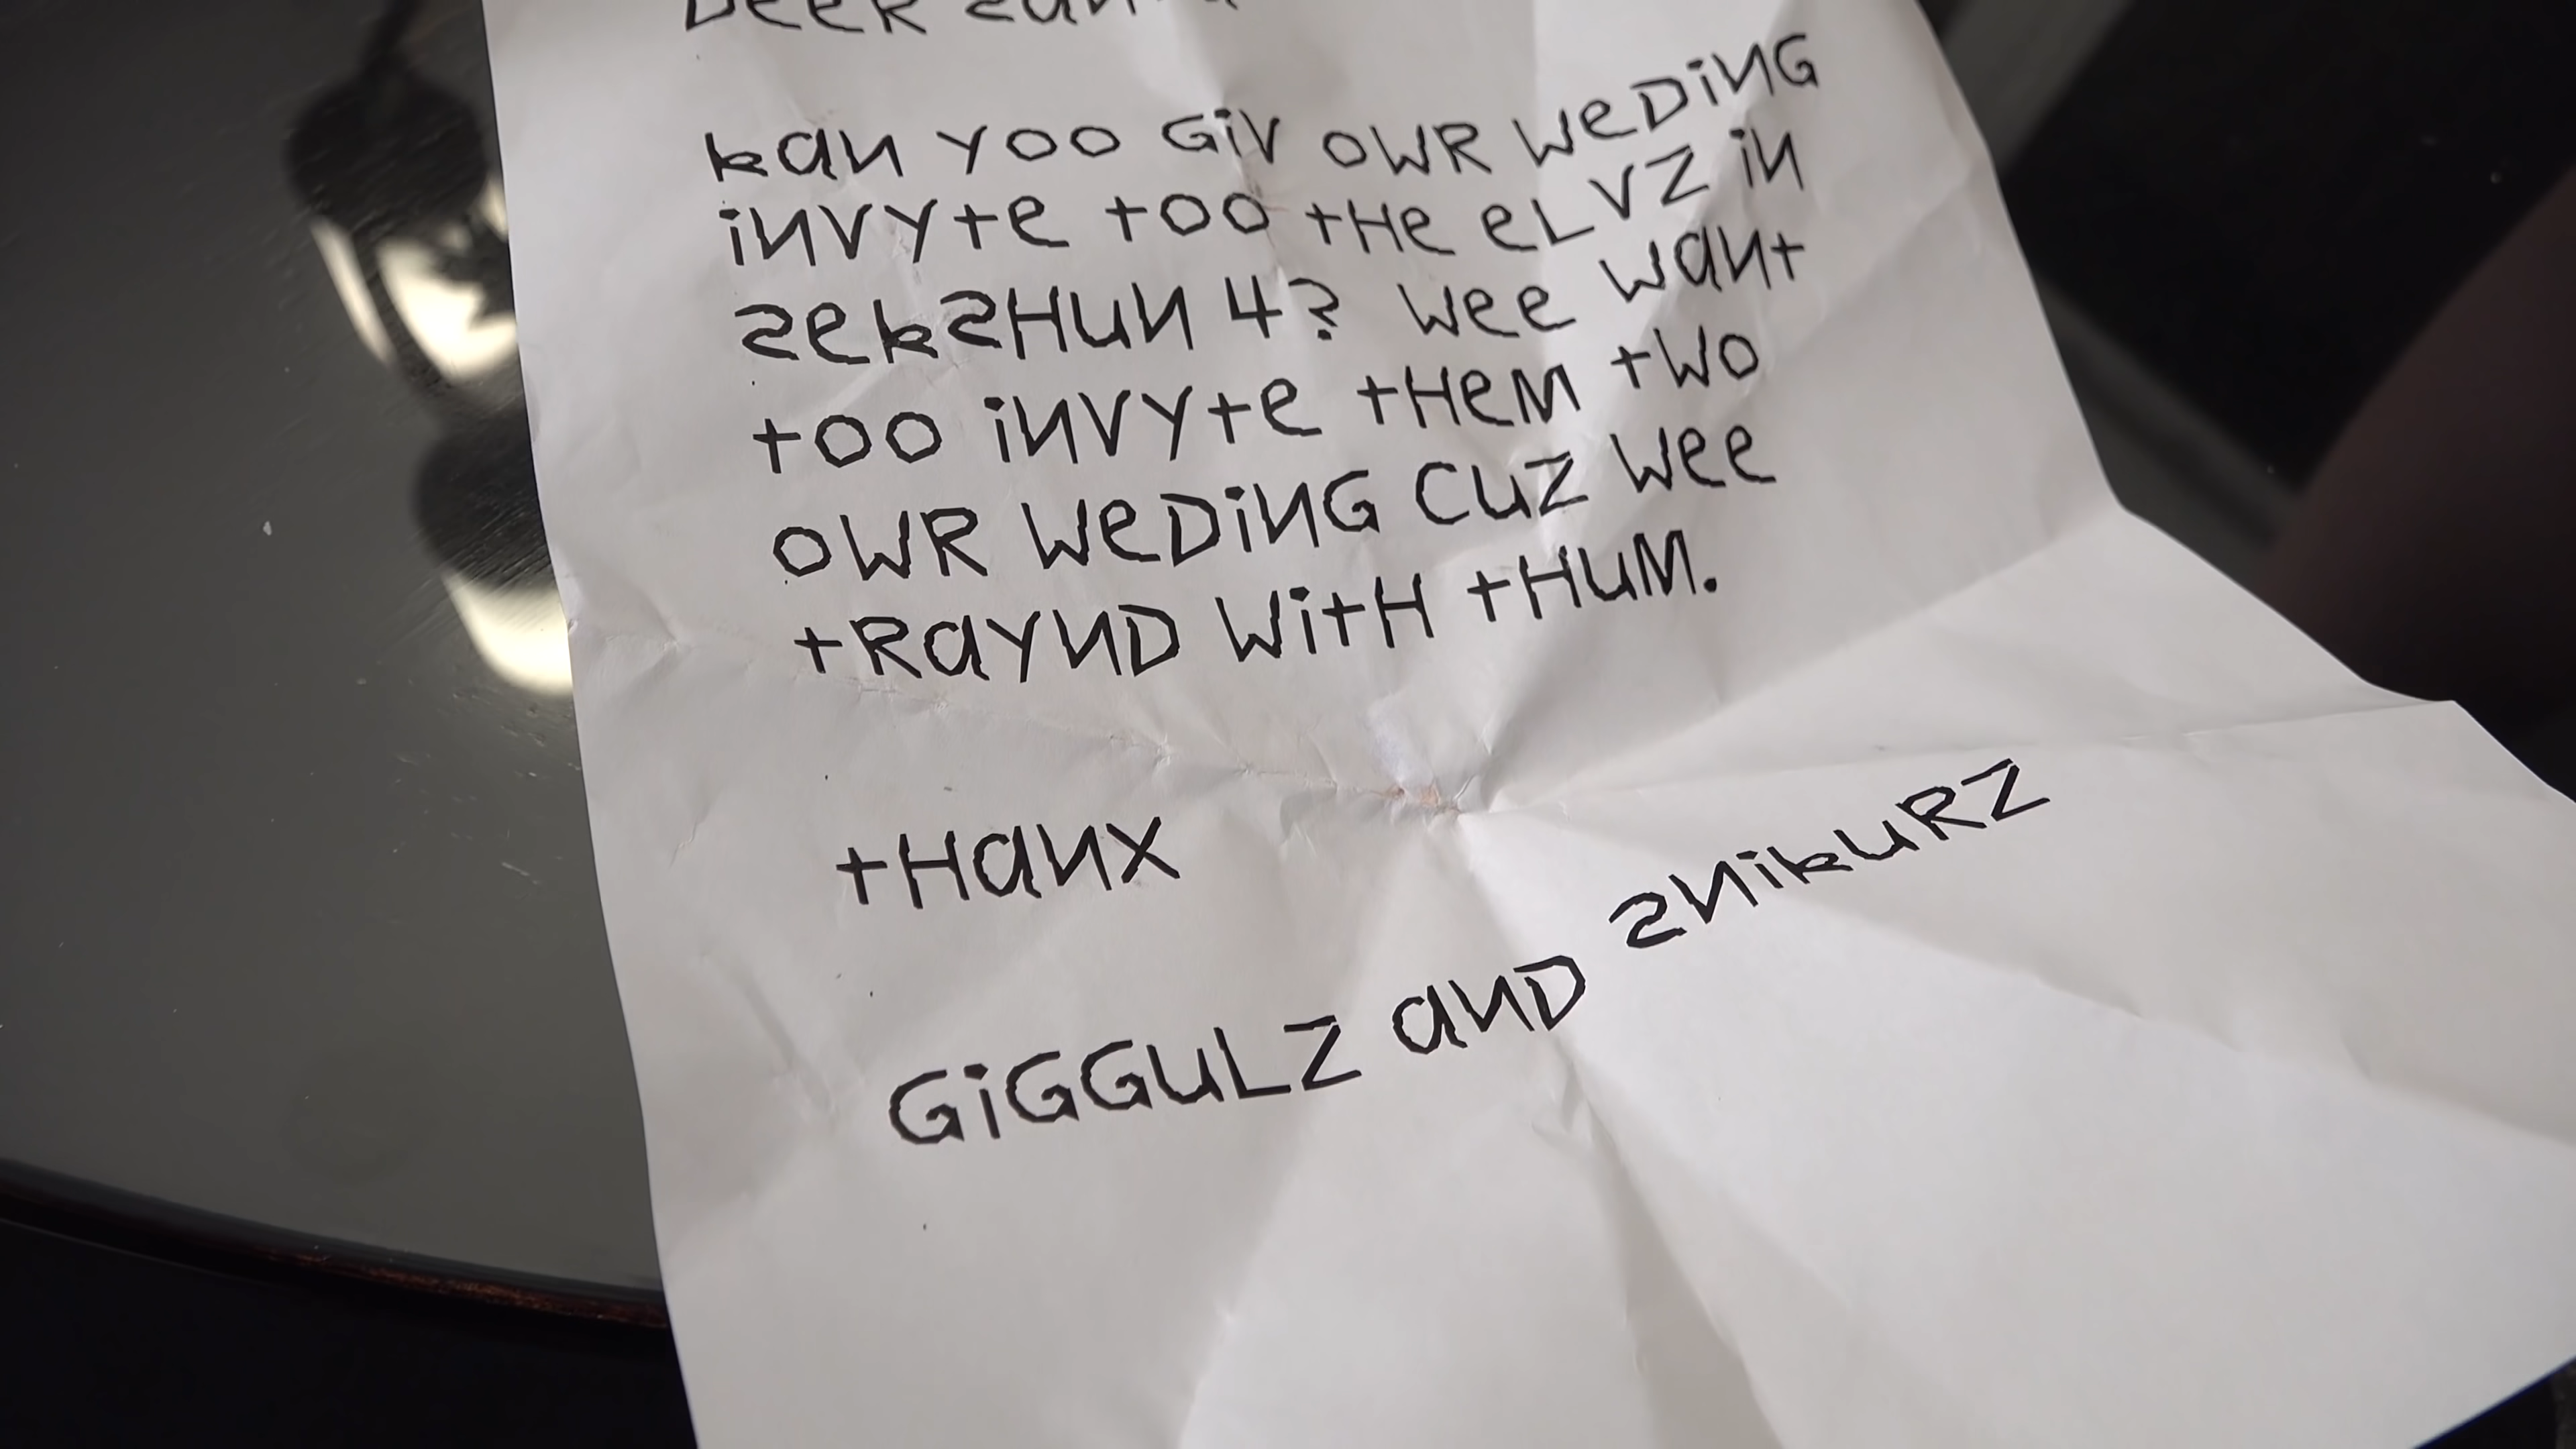 DEER
kaN YOO GiV OWR WeDiNG
iNVYte tOO tHe eLVZ iN
SekSHuN 4? Wee WaNt
tOO iNVYte tHeM tWO
OWR WeDiNG CuZ Wee
tRaYND WitH tHuM.
tHaNX
GiGGuLZ aND SNikuRZ